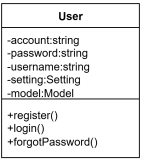 User
-account:string
-password:string
-username:string
-setting:Setting
-model:Model
+register()
+login()
+forgotPassword()